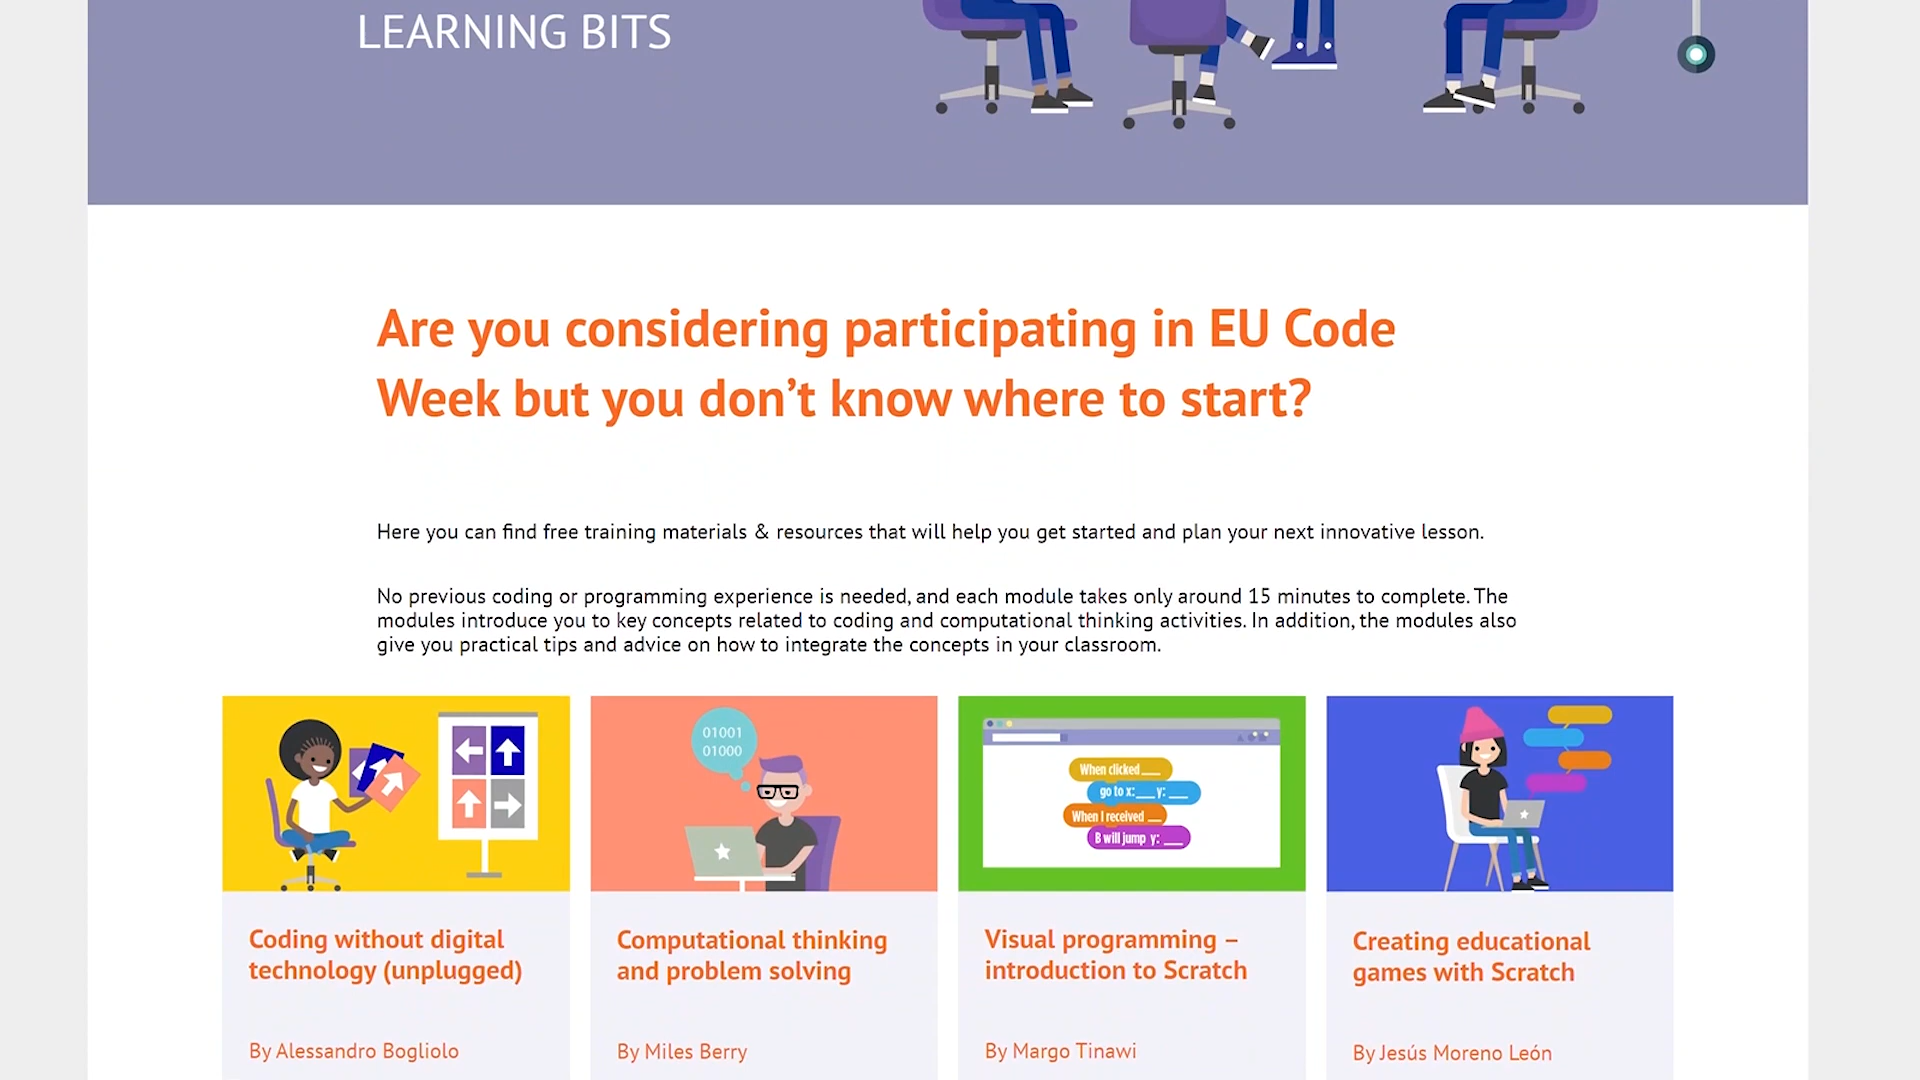 LEARNING BITS
Are you considering participating in EU Code
Week but you don’t know where to start?
Here you can find free training materials & resources that will help you get started and plan your next innovative lesson.
No previous coding or programming experience is needed, and each module takes only around 15 minutes to complete. The
modules introduce you to key concepts related to coding and computational thinking activities. In addition, the modules also
give you practical tips and advice on how to integrate the concepts in your classroom.
01001
01000
When clicked ___
go to x:___ y: ___
When I received __
B will jump y: ___
Coding without digital
technology (unplugged)
By Alessandro Bogliolo
Computational thinking
and problem solving
By Miles Berry
Visual programming –
introduction to Scratch
By Margo Tinawi
Creating educational
games with Scratch
By Jesús Moreno León